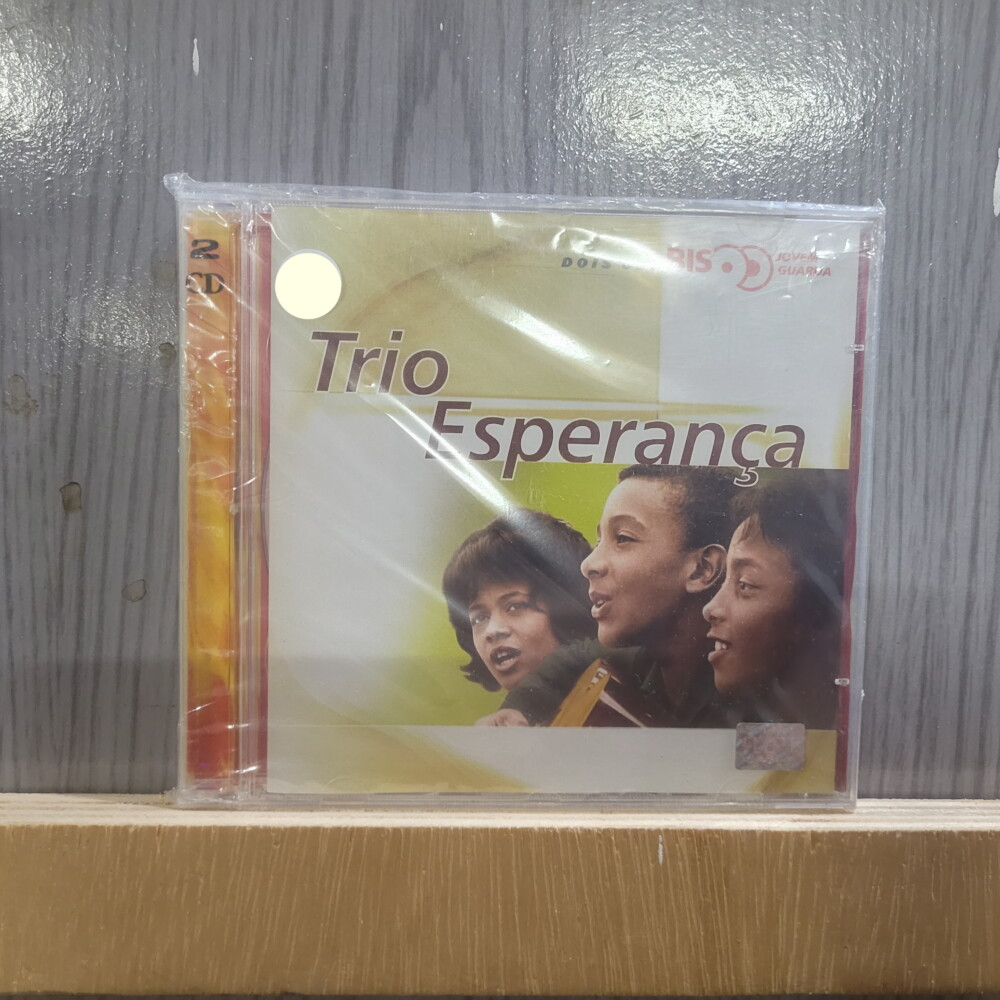 2
CD
DOIS
BIS
JOVEM
GUARDA
Trio
Esperança